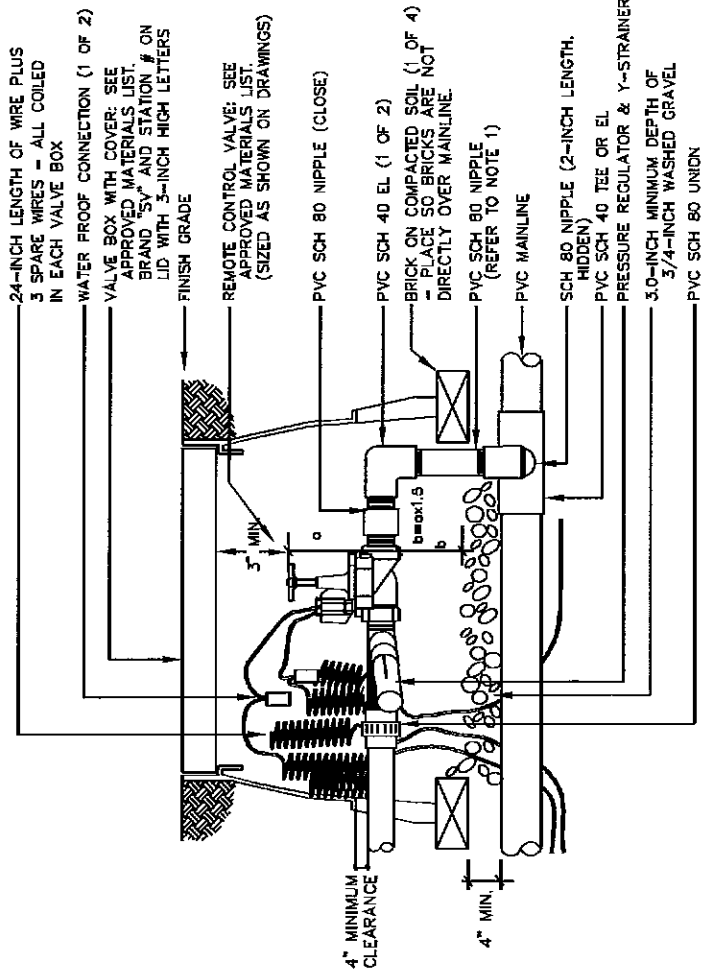 24-INCH LENGTH OF WIRE PLUS
3 SPARE WIRES - ALL COILED
IN EACH VALVE BOX
WATER PROOF CONNECTION (1 OF 2)
VALVE BOX WITH COVER: SEE
APPROVED MATERIALS LIST.
BRAND "SV" AND STATION # ON
LID WITH 3-INCH HIGH LETTERS
FINISH GRADE
REMOTE CONTROL VALVE: SEE
APPROVED MATERIALS LIST.
(SIZED AS SHOWN ON DRAWINGS)
PVC SCH 80 NIPPLE (CLOSE)
PVC SCH 40 EL (1 OF 2)
BRICK ON COMPACTED SOIL (1 OF 4)
- PLACE SO BRICKS ARE NOT
DIRECTLY OVER MAINLINE.
PVC SCH 80 NIPPLE
(REFER TO NOTE 1)
PVC MAINLINE
SCH 80 NIPPLE (2-INCH LENGTH,
HIDDEN)
PVC SCH 40 TEE OR EL
PRESSURE REGULATOR & Y-STRAINER
3.0-INCH MINIMUM DEPTH OF
3/4-INCH WASHED GRAVEL
PVC SCH 80 UNION
3" MIN.
a
b=ax1.5
b
4" MINIMUM
CLEARANCE
4" MIN.